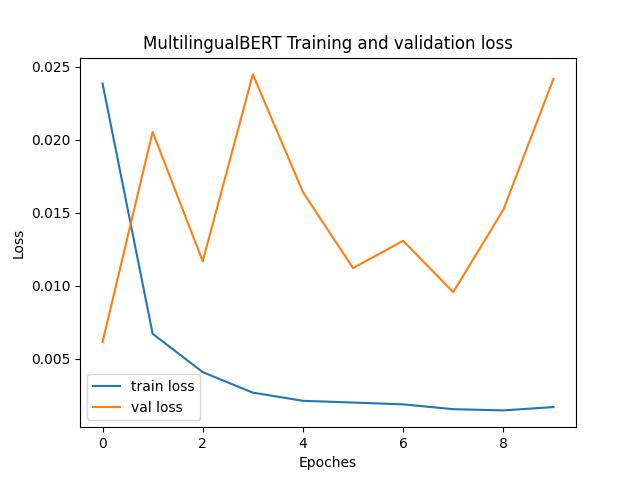 MultilingualBERT Training and validation loss
0.025
0.020
0.015
0.010
0.005
Loss
train loss
val loss
0 2 4 6 8
Epoches